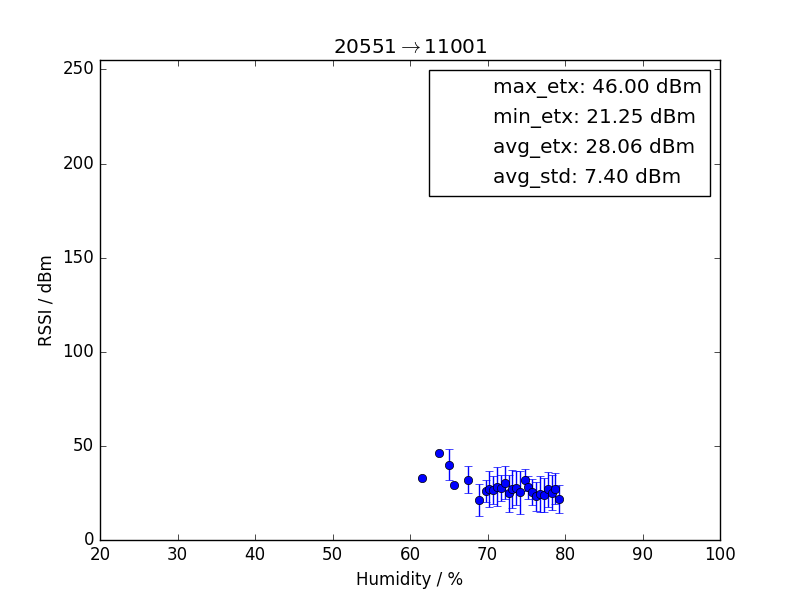 20551→11001
max_etx: 46.00 dBm
min_etx: 21.25 dBm
avg_etx: 28.06 dBm
avg_std: 7.40 dBm
250
200
150
100
50
0
RSSI / dBm
20 30 40 50 60 70 80 90 100
Humidity / %